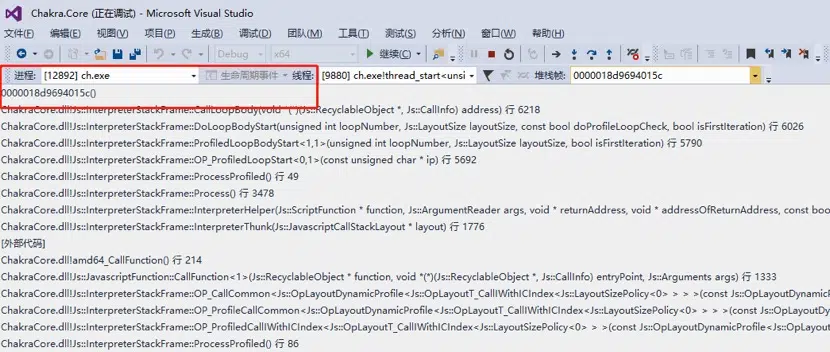 Chakra.Core (正在调试) - Microsoft Visual Studio
文件(F) 编辑(E) 视图(V) 项目(P) 生成(B) 调试(D) 团队(M) 工具(T) 测试(S) 分析(N) 窗口(W) 帮助(H)
Debug x64 继续(C)
进程: [12892] ch.exe 生命周期事件 线程: [9880] ch.exe!thread_start<unsi 堆栈帧: 0000018d9694015c
0000018d9694015c()
ChakraCore.dll!Js::InterpreterStackFrame::CallLoopBody(void *(*)(Js::RecyclableObject *, Js::CallInfo) address) 行 6218
ChakraCore.dll!Js::InterpreterStackFrame::DoLoopBodyStart(unsigned int loopNumber, Js::LayoutSize layoutSize, const bool doProfileLoopCheck, bool isFirstIteration) 行 6026
ChakraCore.dll!Js::InterpreterStackFrame::ProfiledLoopBodyStart<1,1>(unsigned int loopNumber, Js::LayoutSize layoutSize, bool isFirstIteration) 行 5790
ChakraCore.dll!Js::InterpreterStackFrame::OP_ProfiledLoopStart<0,1>(const unsigned char * ip) 行 5692
ChakraCore.dll!Js::InterpreterStackFrame::ProcessProfiled() 行 49
ChakraCore.dll!Js::InterpreterStackFrame::Process() 行 3478
ChakraCore.dll!Js::InterpreterStackFrame::InterpreterHelper(Js::ScriptFunction * function, Js::ArgumentReader args, void * returnAddress, void * addressOfReturnAddress, const boo
ChakraCore.dll!Js::InterpreterStackFrame::InterpreterThunk(Js::JavascriptCallStackLayout * layout) 行 1776
[外部代码]
ChakraCore.dll!amd64_CallFunction() 行 214
ChakraCore.dll!Js::JavascriptFunction::CallFunction<1>(Js::RecyclableObject * function, void *(*)(Js::RecyclableObject *, Js::CallInfo) entryPoint, Js::Arguments args) 行 1333
ChakraCore.dll!Js::InterpreterStackFrame::OP_CallCommon<Js::OpLayoutDynamicProfile<Js::OpLayoutT_CallIWithICIndex<Js::LayoutSizePolicy<0> > > >(const Js::OpLayoutDynamicPro
ChakraCore.dll!Js::InterpreterStackFrame::OP_ProfileCallCommon<Js::OpLayoutDynamicProfile<Js::OpLayoutT_CallIWithICIndex<Js::LayoutSizePolicy<0> > > >(const Js::OpLayoutDyna
ChakraCore.dll!Js::InterpreterStackFrame::OP_ProfiledCallIWithICIndex<Js::OpLayoutT_CallIWithICIndex<Js::LayoutSizePolicy<0> > >(const Js::OpLayoutDynamicProfile<Js::OpLayout
ChakraCore.dll!Js::InterpreterStackFrame::ProcessProfiled() 行 86